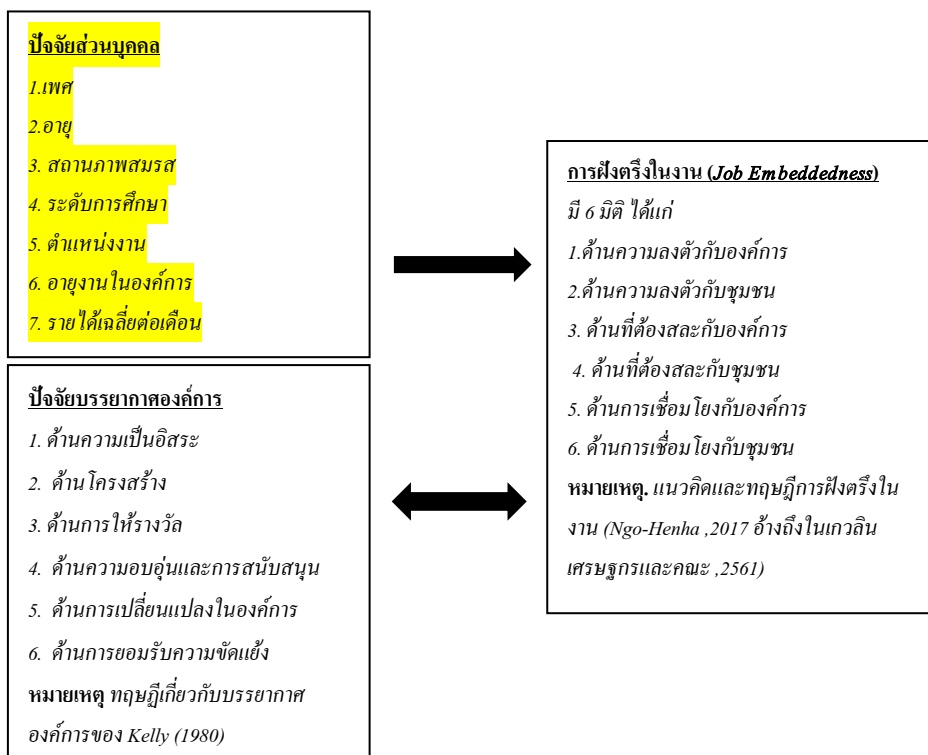 ปัจจัยส่วนบุคคล
1.เพศ
2.อายุ
3. สถานภาพสมรส
4. ระดับการศึกษา
5. ตำแหน่งงาน
6. อายุงานในองค์การ
7. รายได้เฉลี่ยต่อเดือน
ปัจจัยบรรยากาศองค์การ
1. ด้านความเป็นอิสระ
2. ด้านโครงสร้าง
3. ด้านการให้รางวัล
4. ด้านความอบอุ่นและการสนับสนุน
5. ด้านการเปลี่ยนแปลงในองค์การ
6. ด้านการยอมรับความขัดแย้ง
หมายเหตุ ทฤษฎีเกี่ยวกับบรรยากาศ
องค์การของ Kelly (1980)
การฝังตรึงในงาน (Job Embeddedness)
มี 6 มิติ ได้แก่
1.ด้านความลงตัวกับองค์การ
2.ด้านความลงตัวกับชุมชน
3. ด้านที่ต้องสละกับองค์การ
4. ด้านที่ต้องสละกับชุมชน
5. ด้านการเชื่อมโยงกับองค์การ
6. ด้านการเชื่อมโยงกับชุมชน
หมายเหตุ. แนวคิดและทฤษฎีการฝังตรึงใน
งาน (Ngo-Henha ,2017 อ้างถึงในเกวลิน
เศรษฐกรและคณะ ,2561)